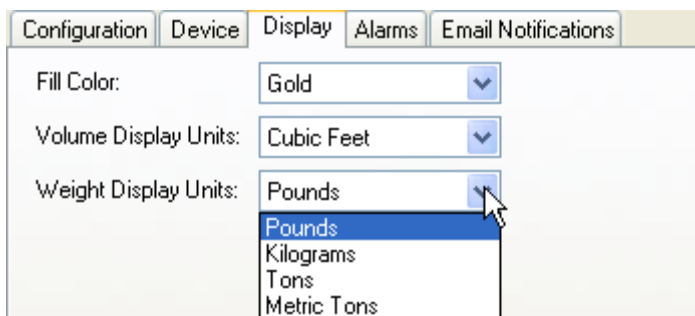 Configuration Device Display Alarms Email Notifications
Fill Color: Gold
Volume Display Units: Cubic Feet
Weight Display Units: Pounds
Pounds
Kilograms
Tons
Metric Tons